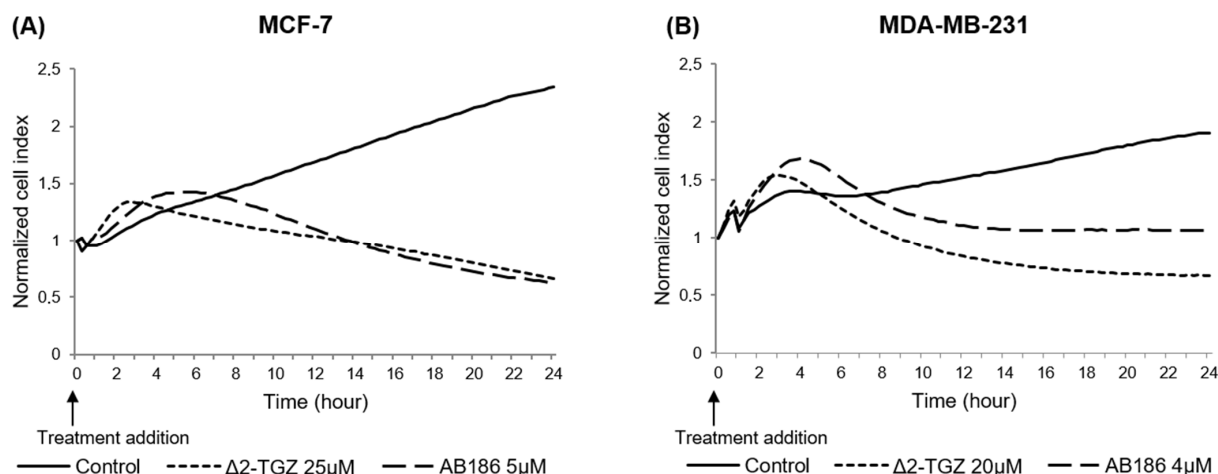 (A) MCF-7
2.5
2
1.5
1
0.5
0
Normalized cell index
0 2 4 6 8 10 12 14 16 18 20 22 24
Time (hour)
Treatment addition
Control Δ2-TGZ 25μM AB186 5μM
(B) MDA-MB-231
2.5
2
1.5
1
0.5
0
Normalized cell index
0 2 4 6 8 10 12 14 16 18 20 22 24
Time (hour)
Treatment addition
Control Δ2-TGZ 20μM AB186 4μM